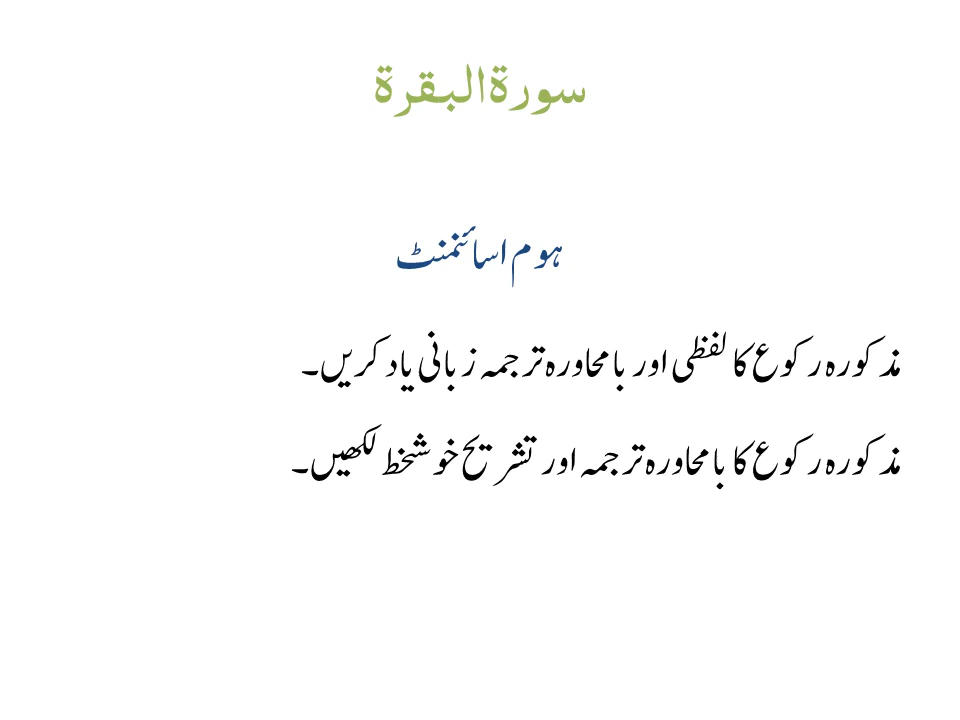 سورۃالبقرۃ
ہوم اسائنمنٹ
مذکورہ رکوع کا لفظی اور بامحاورہ ترجمہ زبانی یاد کریں۔
مذکورہ رکوع کا بامحاورہ ترجمہ اور تشریح خوشخط لکھیں۔